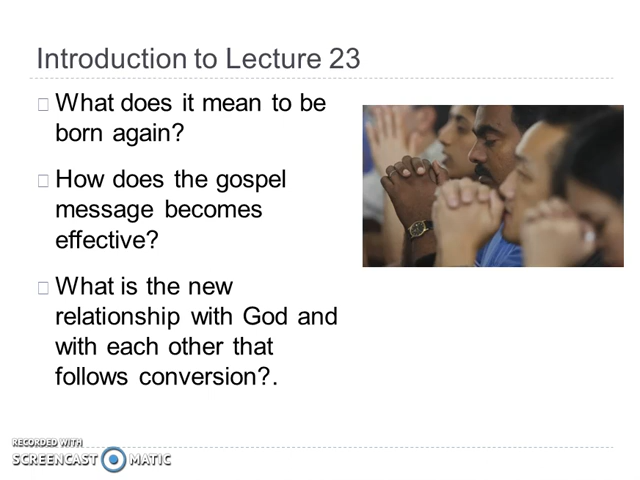 Introduction to Lecture 23
What does it mean to be
born again?
How does the gospel
message becomes
effective?
What is the new
relationship with God and
with each other that
follows conversion?.
RECORDED WITH
SCREENCAST MATIC